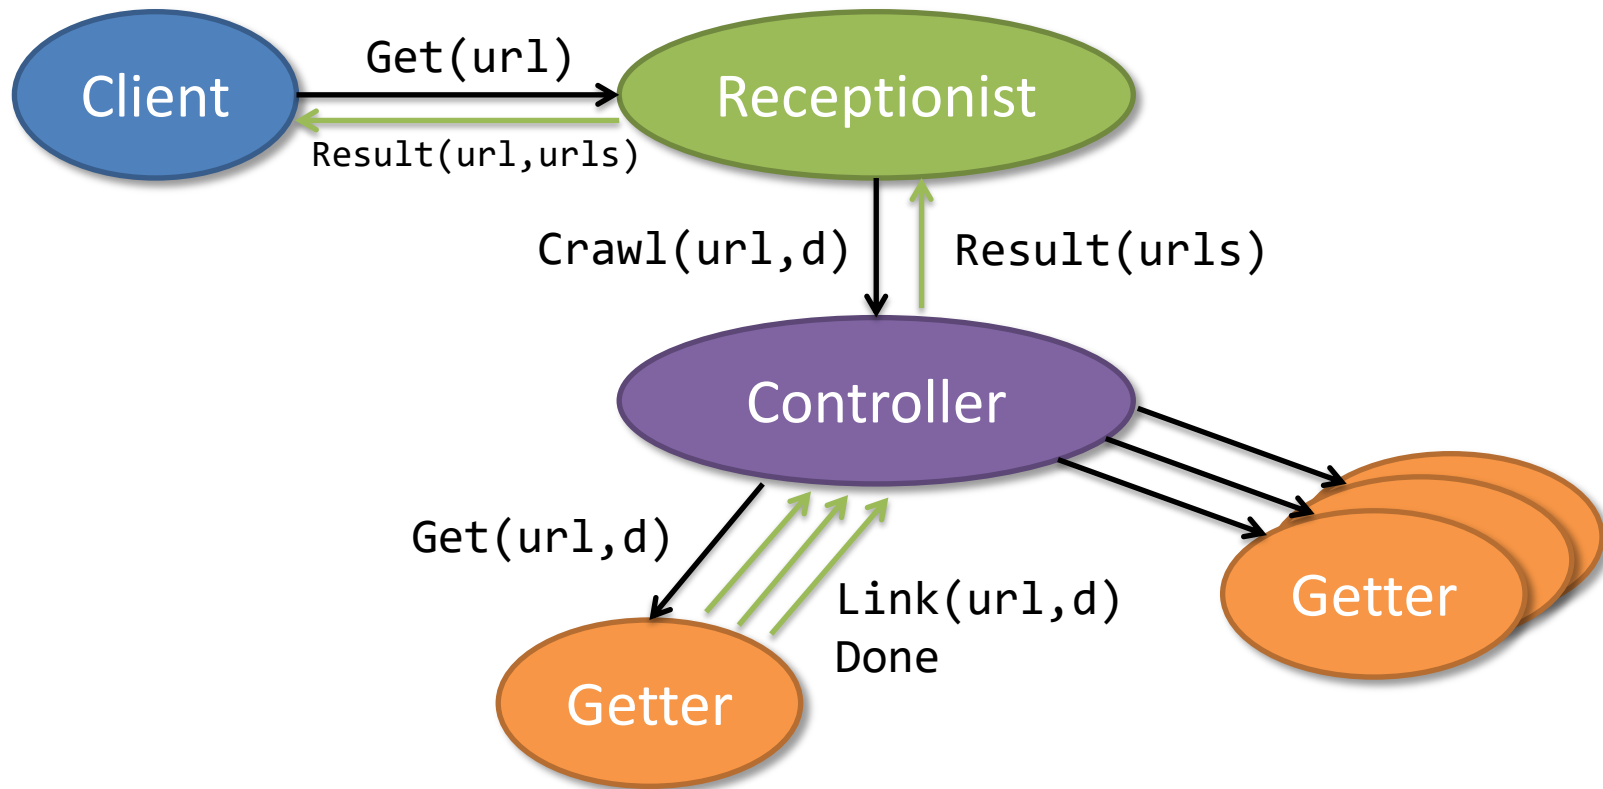 Client
Get(url)
Receptionist
Result(url,urls)
Crawl(url,d)
Result(urls)
Controller
Get(url,d)
Link(url,d)
Done
Getter
Getter